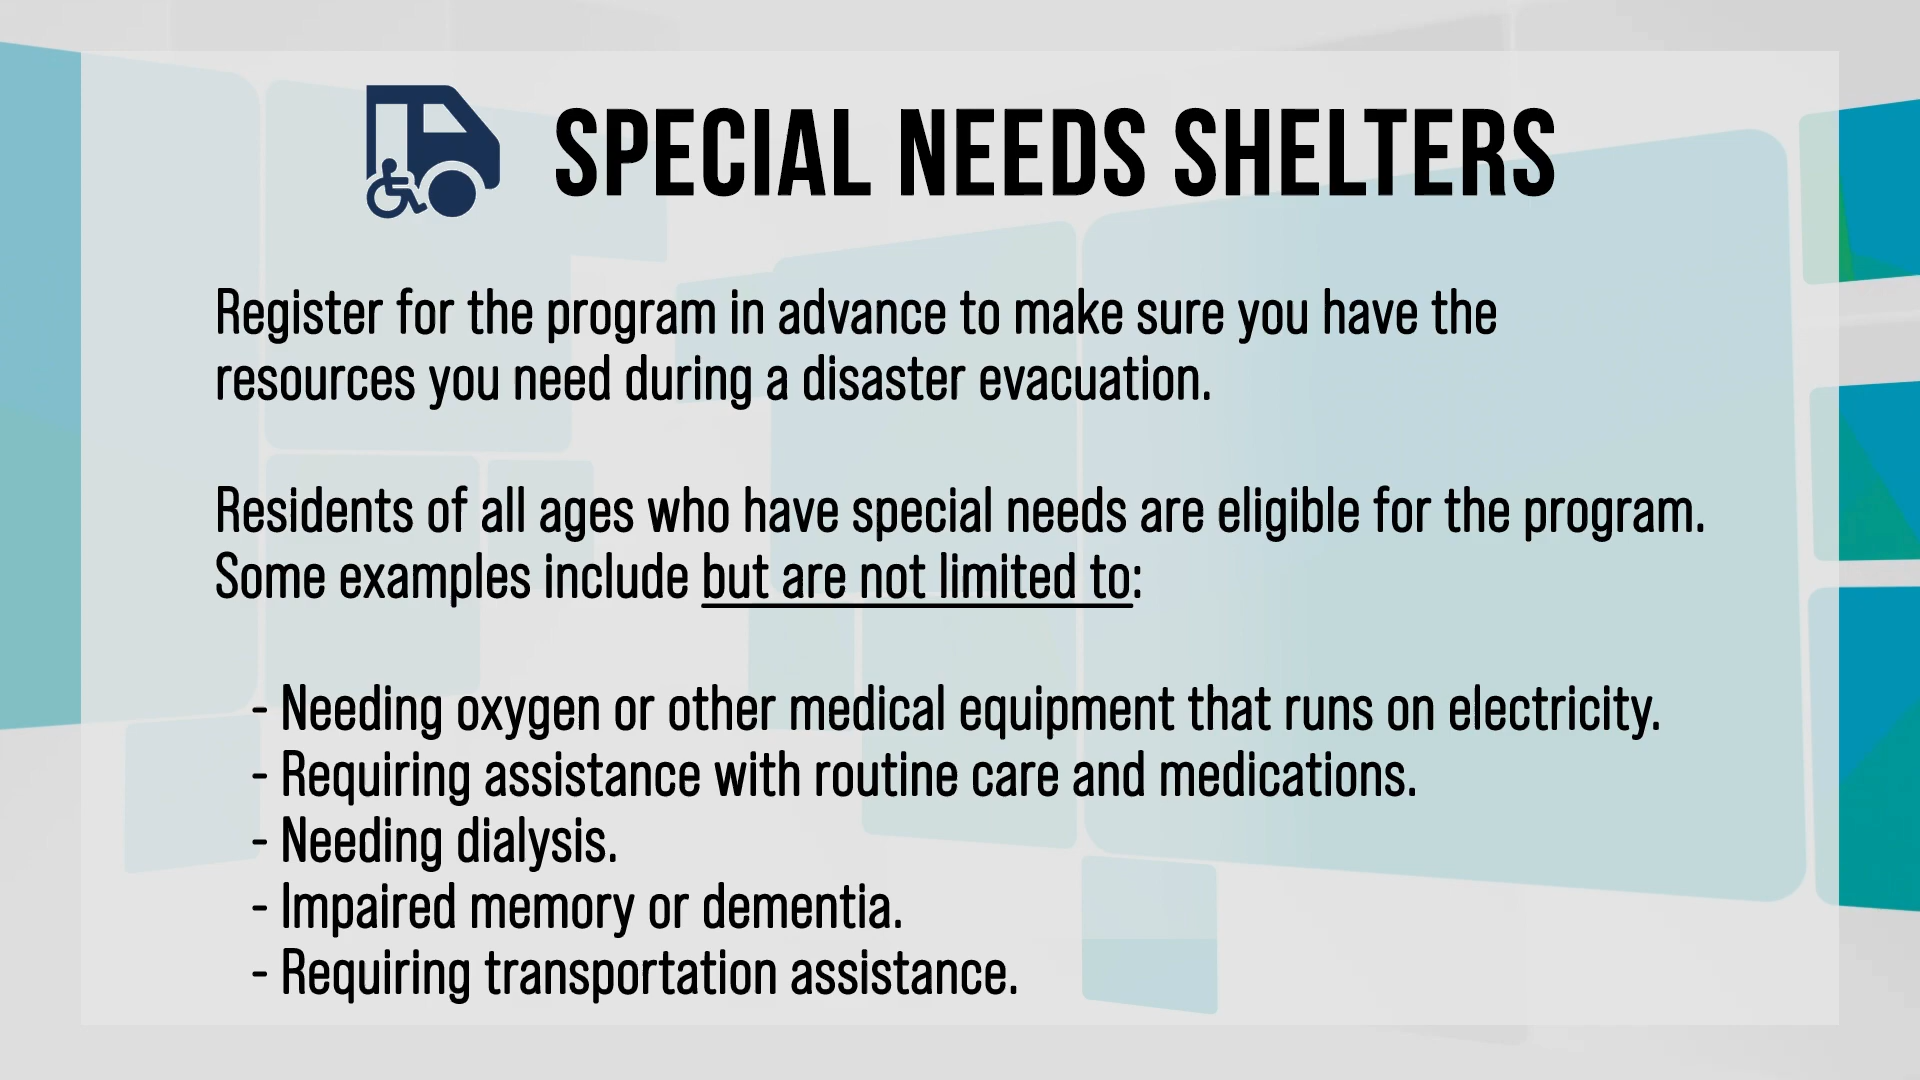 SPECIAL NEEDS SHELTERS
Register for the program in advance to make sure you have the
resources you need during a disaster evacuation.
Residents of all ages who have special needs are eligible for the program.
Some examples include but are not limited to:
- Needing oxygen or other medical equipment that runs on electricity.
- Requiring assistance with routine care and medications.
- Needing dialysis.
- Impaired memory or dementia.
- Requiring transportation assistance.